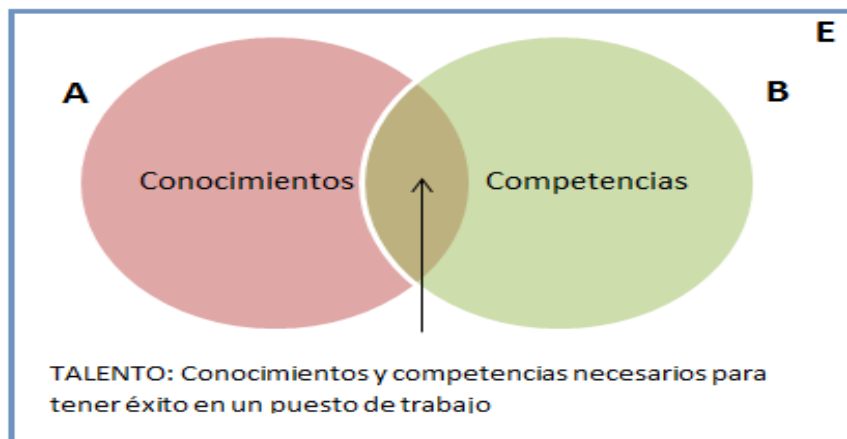 E
A
B
Conocimientos
Competencias
TALENTO: Conocimientos y competencias necesarios para
tener éxito en un puesto de trabajo